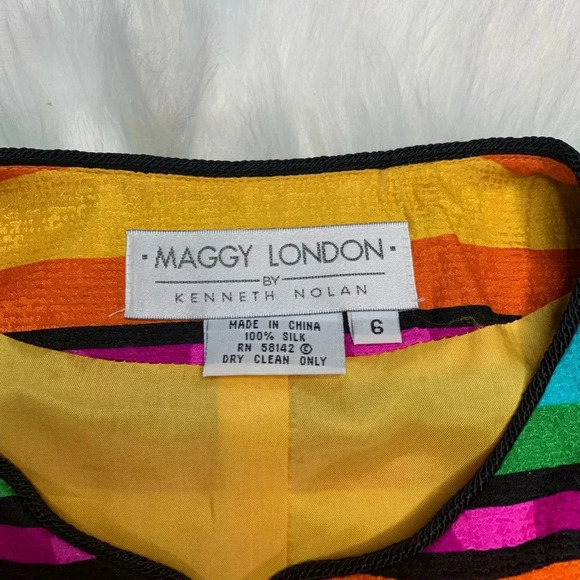 · MAGGY LONDON ·
BY
KENNETH NOLAN
MADE IN CHINA
100% SILK
RN 58142 ©
DRY CLEAN ONLY
6